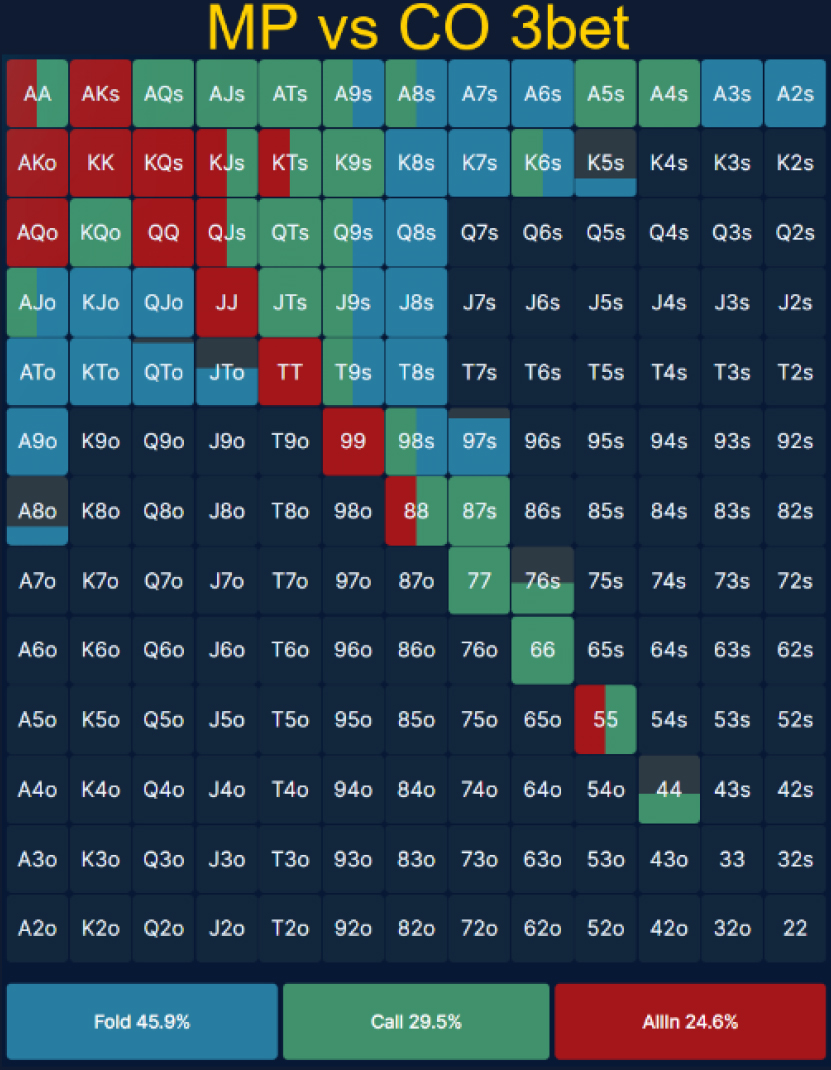 MP vs CO 3bet
AA AKs AQs AJs ATs A9s A8s A7s A6s A5s A4s A3s A2s
AKo KK KQs KJs KTs K9s K8s K7s K6s K5s K4s K3s K2s
AQo KQo QQ QJs QTs Q9s Q8s Q7s Q6s Q5s Q4s Q3s Q2s
AJo KJo QJo JJ JTs J9s J8s J7s J6s J5s J4s J3s J2s
ATo KTo QTo JTo TT T9s T8s T7s T6s T5s T4s T3s T2s
A9o K9o Q9o J9o T9o 99 98s 97s 96s 95s 94s 93s 92s
A8o K8o Q8o J8o T8o 98o 88 87s 86s 85s 84s 83s 82s
A7o K7o Q7o J7o T7o 97o 87o 77 76s 75s 74s 73s 72s
A6o K6o Q6o J6o T6o 96o 86o 76o 66 65s 64s 63s 62s
A5o K5o Q5o J5o T5o 95o 85o 75o 65o 55 54s 53s 52s
A4o K4o Q4o J4o T4o 94o 84o 74o 64o 54o 44 43s 42s
A3o K3o Q3o J3o T3o 93o 83o 73o 63o 53o 43o 33 32s
A2o K2o Q2o J2o T2o 92o 82o 72o 62o 52o 42o 32o 22
Fold 45.9% Call 29.5% AllIn 24.6%